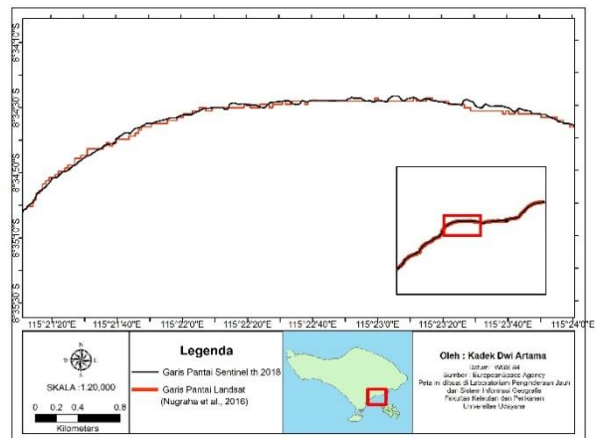 8°34'10"S
8°34'30"S
8°34'50"S
8°35'10"S
8°35'30"S
115°21'20"E 115°21'40"E 115°22'0"E 115°22'20"E 115°22'40"E 115°23'0"E 115°23'20"E 115°23'40"E 115°24'0"E
N
SKALA :1:20,000
0 0.2 0.4 0.8
Kilometers
Legenda
Garis Pantai Sentinel th 2018
Garis Pantai Landsat
(Nugraha et al., 2016)
Oleh : Kadek Dwi Artama
Datum : WGS 84
Sumber : European Space Agency
Peta ini dibuat di Laboratorium Penginderaan Jauh
dan Sistem Informasi Geografis
Fakultas Kelautan dan Perikanan
Universitas Udayana